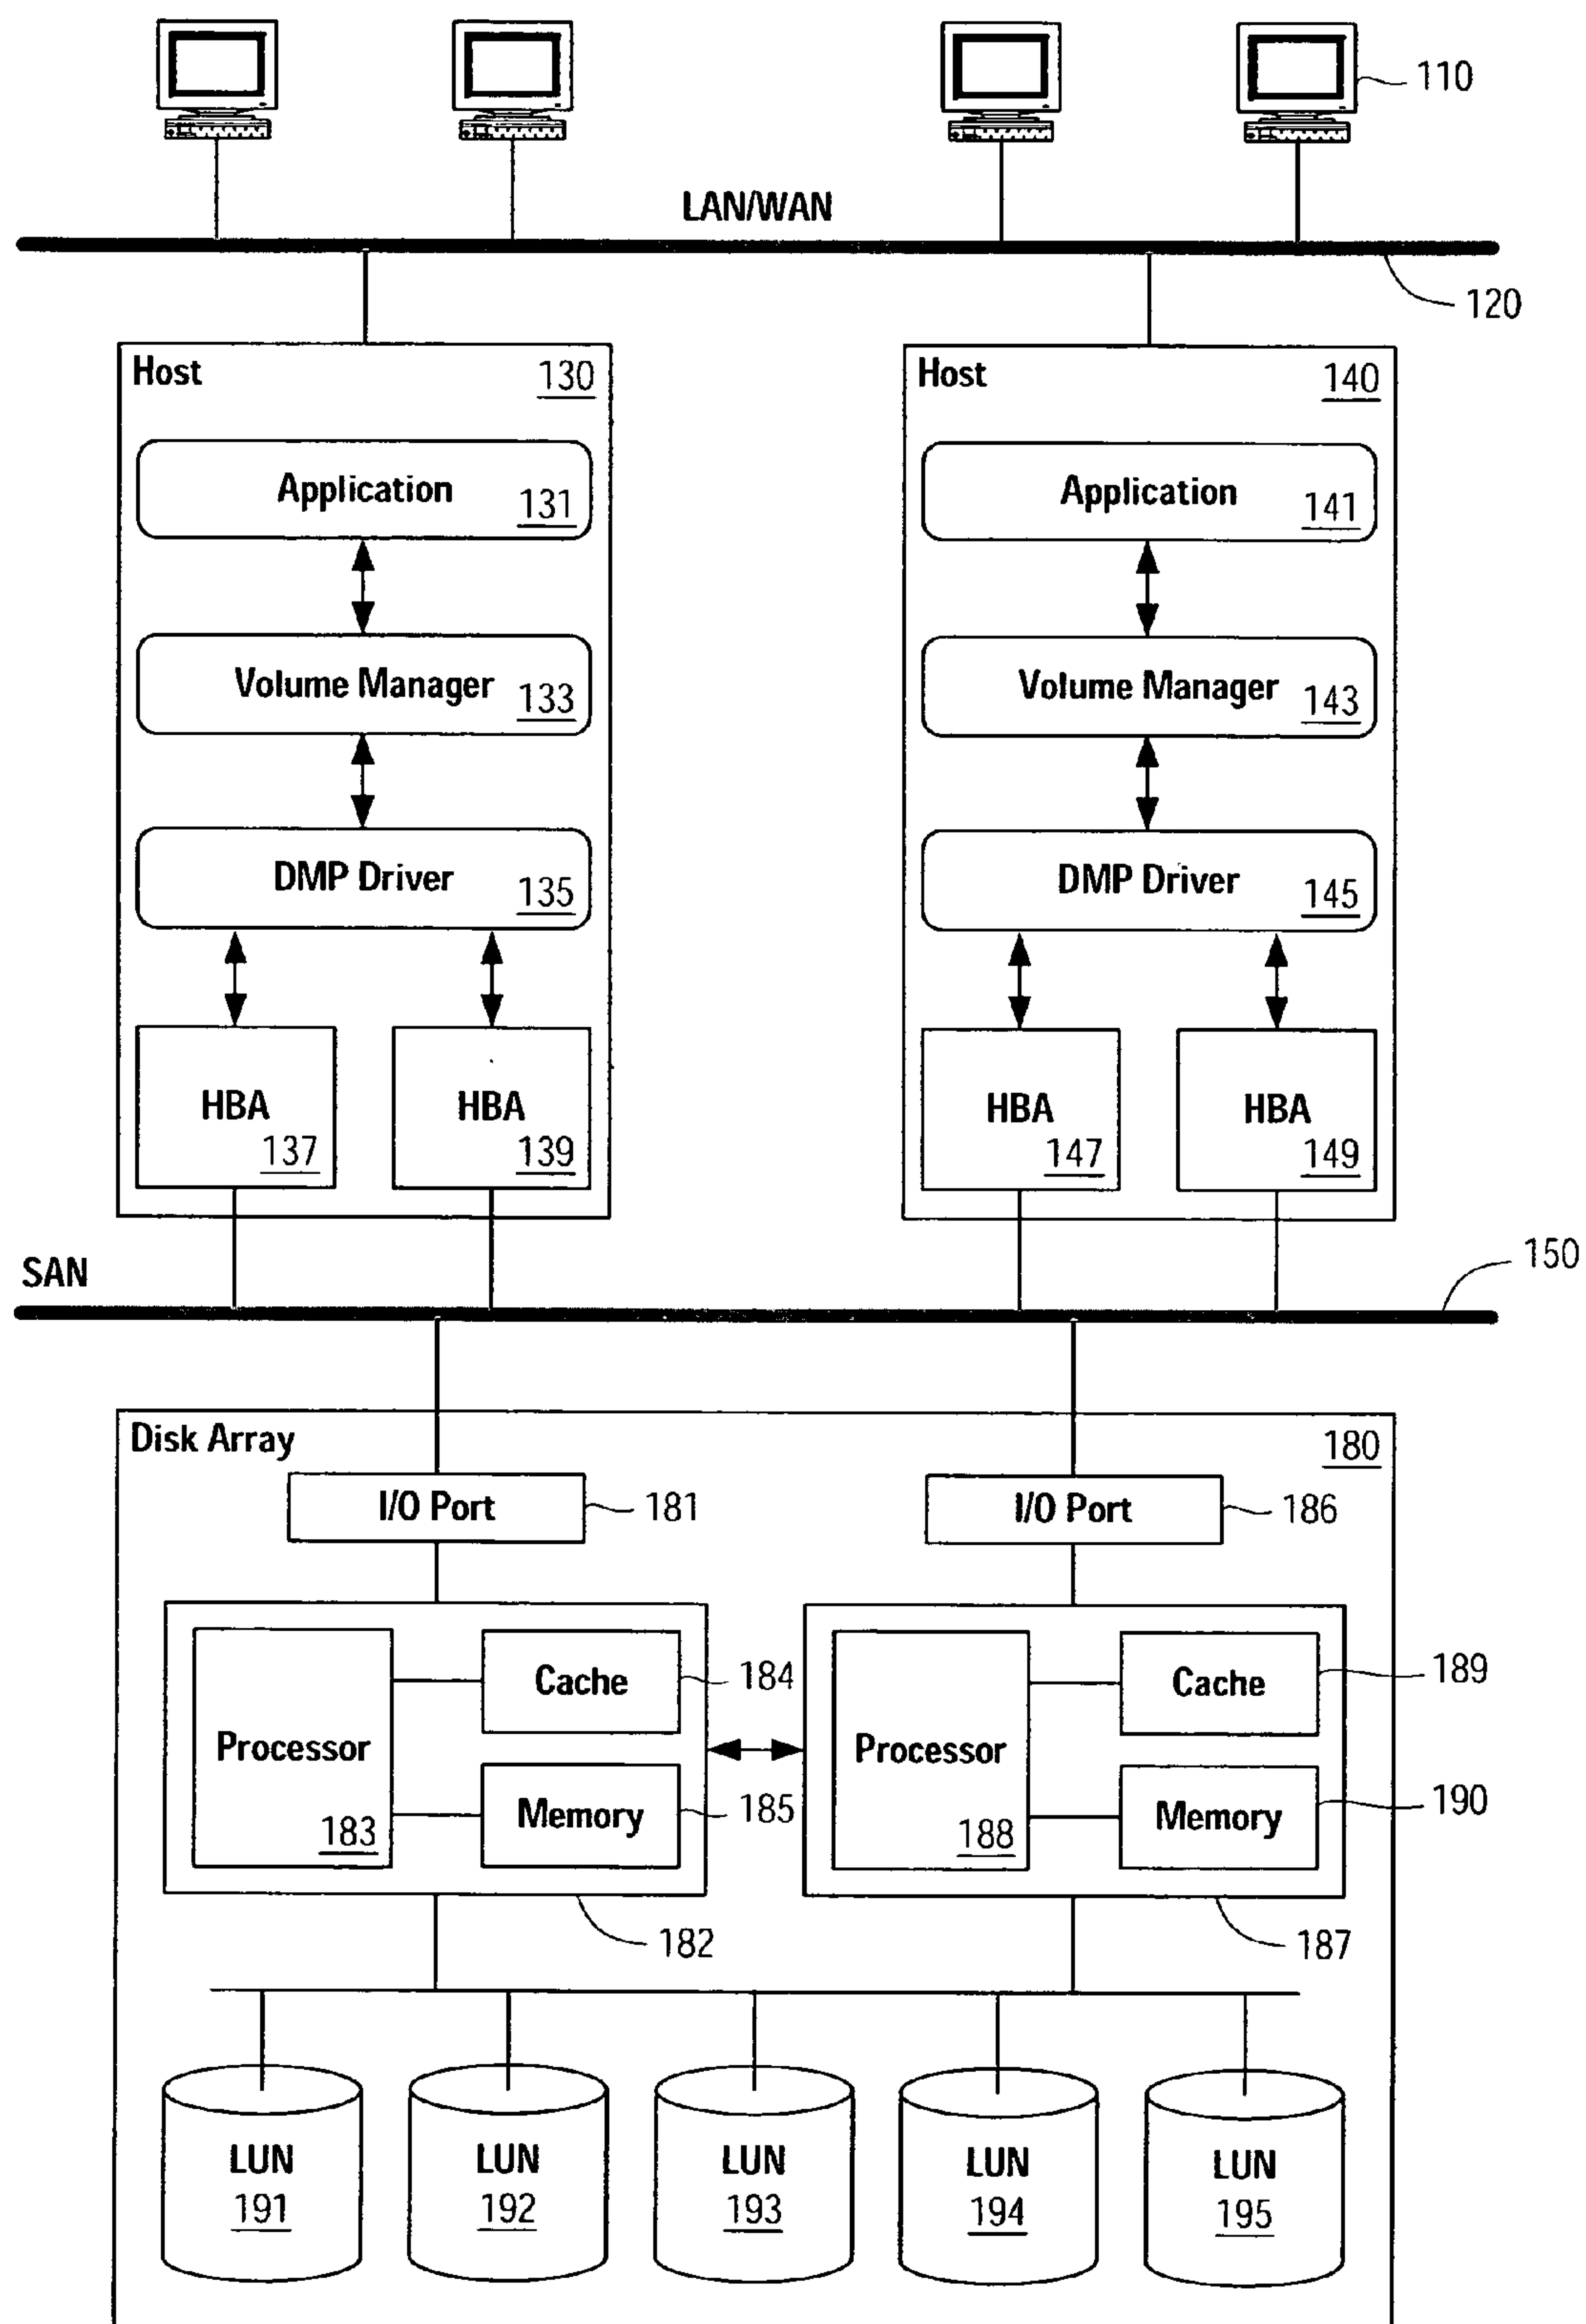 110
LAN/WAN
120
Host 130
Host 140
Application 131
Application 141
Volume Manager 133
Volume Manager 143
DMP Driver 135
DMP Driver 145
HBA 137
HBA 139
HBA 147
HBA 149
SAN
150
Disk Array 180
I/O Port 181
I/O Port 186
Processor 183
Cache 184
Memory 185
182
Processor 188
Cache 189
Memory 190
187
LUN 191
LUN 192
LUN 193
LUN 194
LUN 195